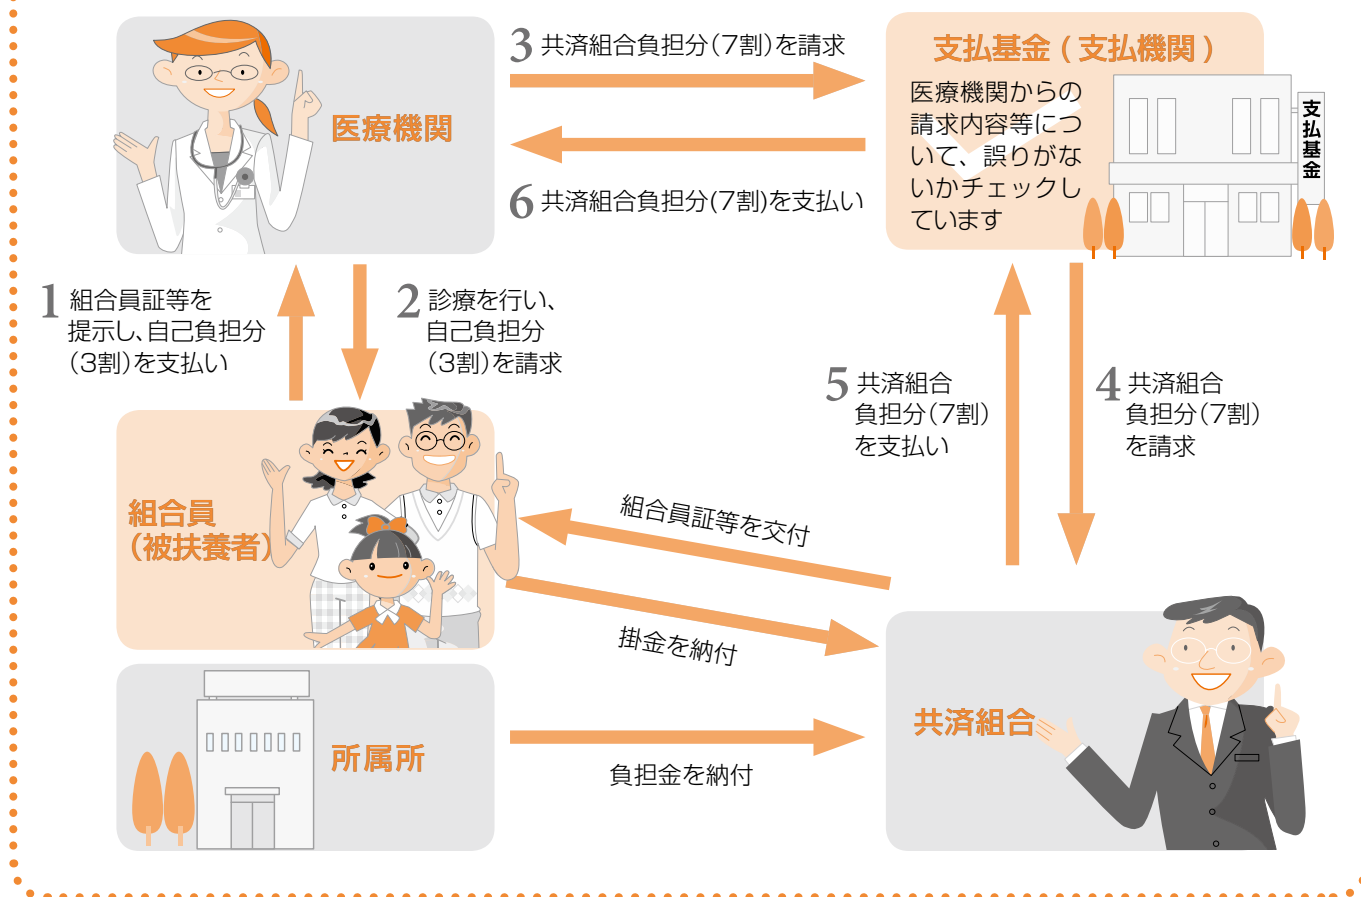 医療機関
3 共済組合負担分(7割)を請求
6 共済組合負担分(7割)を支払い
支払基金(支払機関)
医療機関からの
請求内容等につ
いて、誤りがな
いかチェックし
ています
支払基金
1 組合員証等を
提示し、自己負担分
(3割)を支払い
2 診療を行い、
自己負担分
(3割)を請求
5 共済組合
負担分(7割)
を支払い
4 共済組合
負担分(7割)
を請求
組合員
(被扶養者)
組合員証等を交付
掛金を納付
所属所
負担金を納付
共済組合